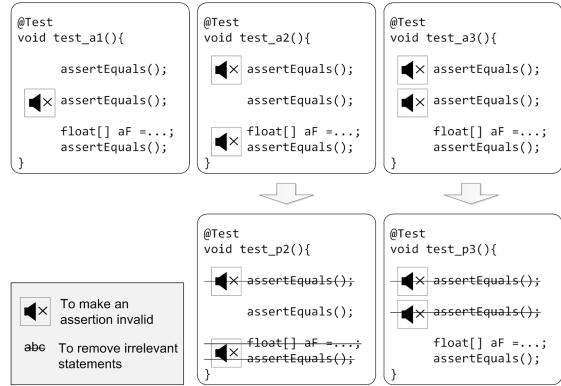 @Test
void test_a1(){
assertEquals();
assertEquals();
float[] aF =...;
assertEquals();
}
@Test
void test_a2(){
assertEquals();
assertEquals();
float[] aF =...;
assertEquals();
}
@Test
void test_a3(){
assertEquals();
assertEquals();
float[] aF =...;
assertEquals();
}
@Test
void test_p2(){
assertEquals();
assertEquals();
float[] aF =...;
assertEquals();
}
@Test
void test_p3(){
assertEquals();
assertEquals();
float[] aF =...;
assertEquals();
}
To make an
assertion invalid
abc To remove irrelevant
statements